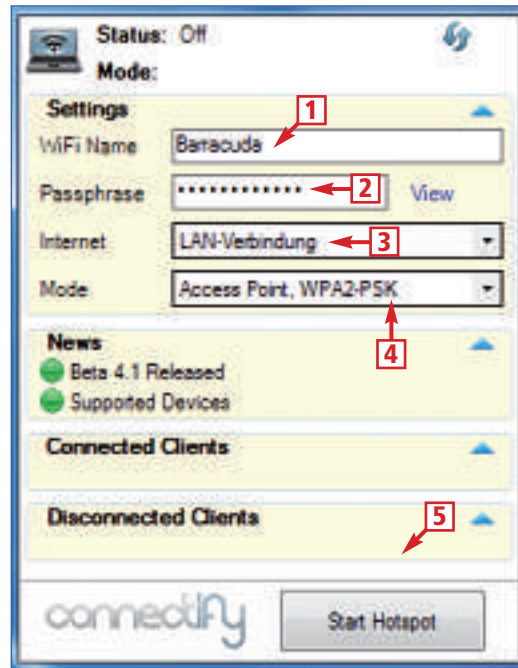 Status: Off
Mode:
Settings
1
WiFi Name Barracuda
Passphrase •••••••••••• 2 View
Internet LAN-Verbindung 3
Mode Access Point, WPA2-PSK
4
News
Beta 4.1 Released
Supported Devices
Connected Clients
Disconnected Clients 5
connectify Start Hotspot